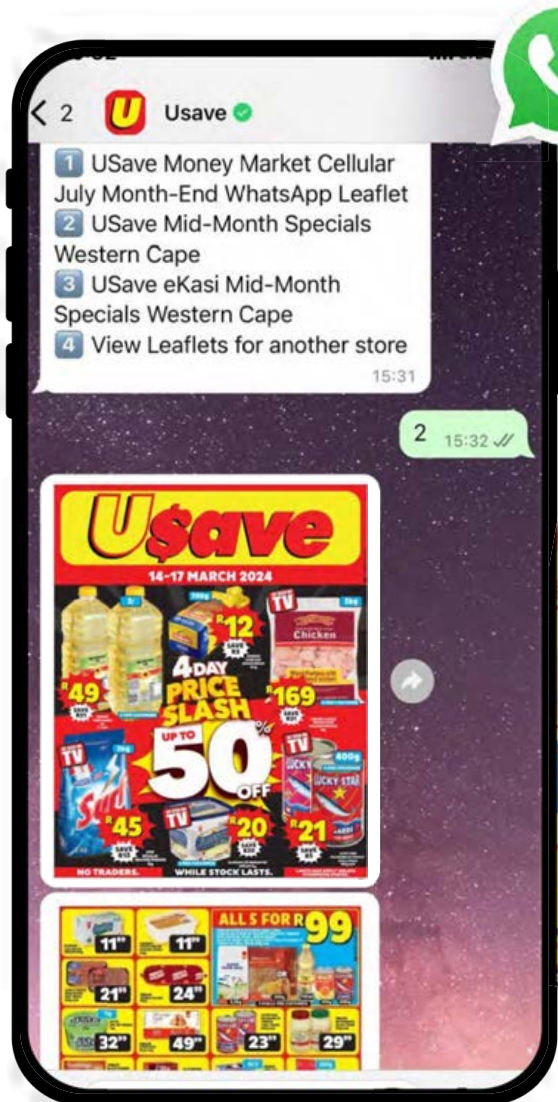 2
U
Usave
1 USave Money Market Cellular
July Month-End WhatsApp Leaflet
2 USave Mid-Month Specials
Western Cape
3 USave eKasi Mid-Month
Specials Western Cape
4 View Leaflets for another store
15:31
2 15:32
U$ave
14-17 MARCH 2024
TV
Chicken
R12
R49
4 DAY
PRICE
SLASH
R169
UP TO
50%
OFF
TV
TV
400g
LUCKY STAR
Surf
R45
TV
R20
R21
NO TRADERS.
WHILE STOCK LASTS.
ALL 5 FOR R99
11
11
21
24
32
49
23
29